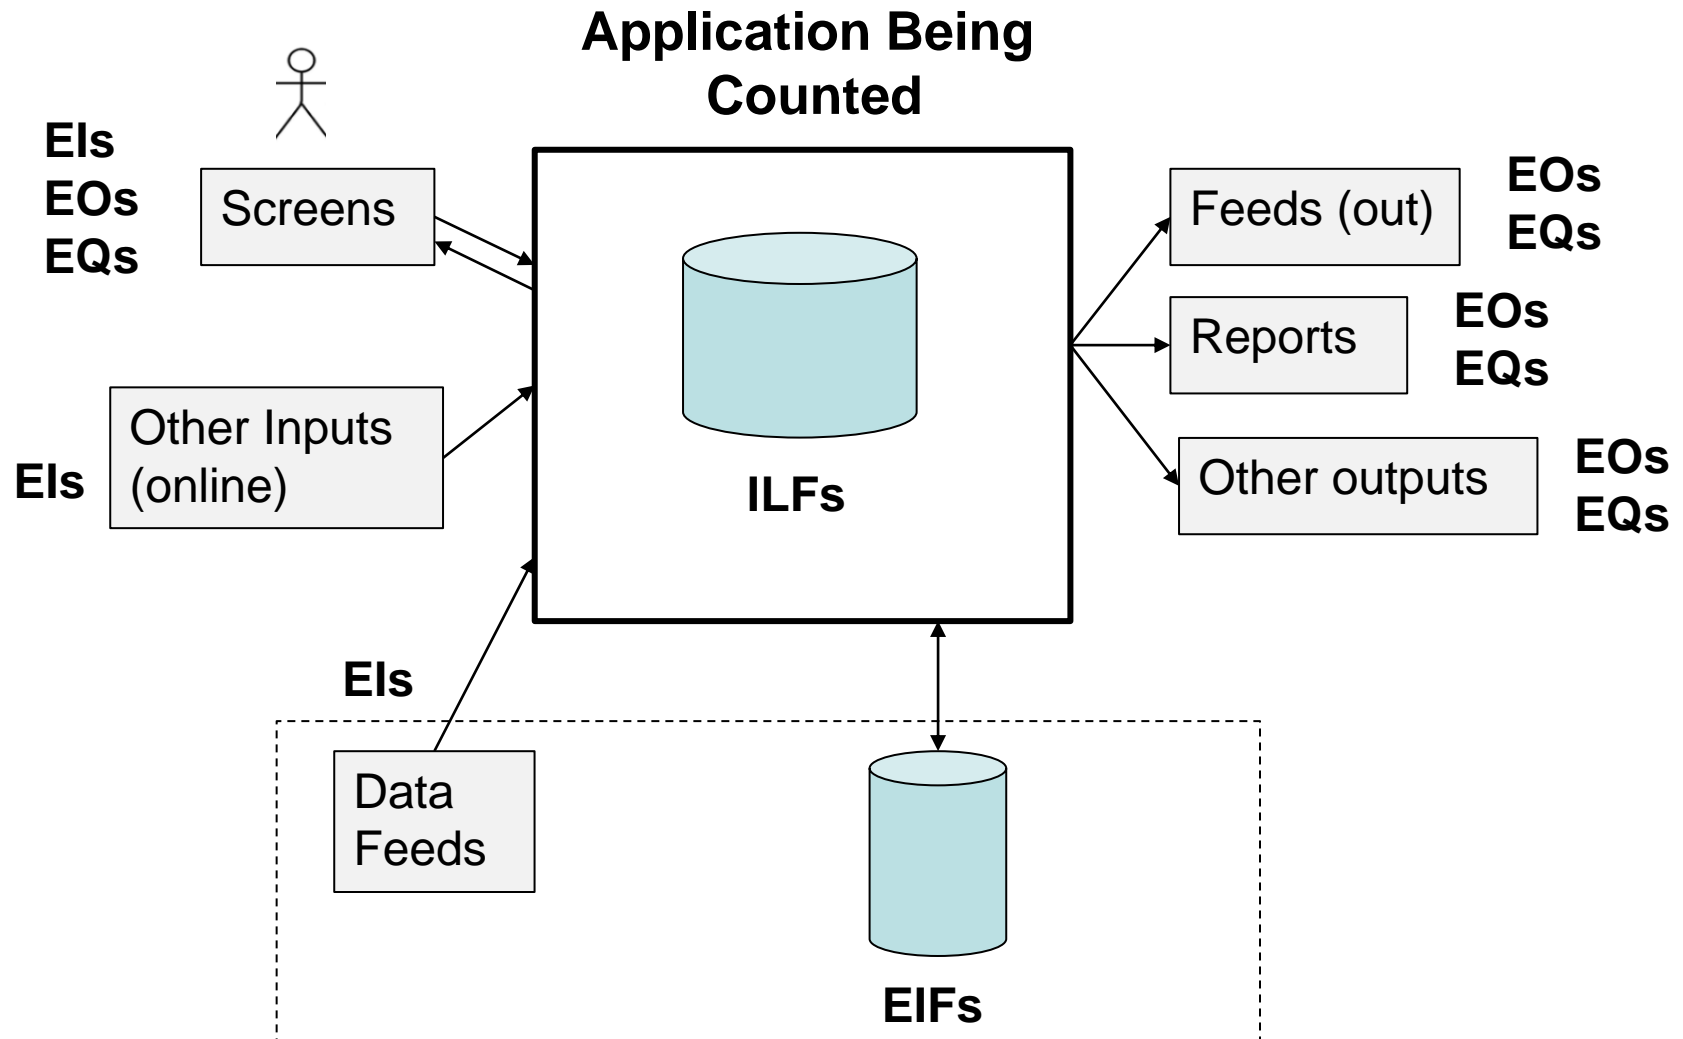 Application Being
Counted
EIs
EOs
EQs
Screens
Other Inputs
(online)
EIs
ILFs
Feeds (out)
EOs
EQs
Reports
EOs
EQs
Other outputs
EOs
EQs
EIs
Data
Feeds
EIFs